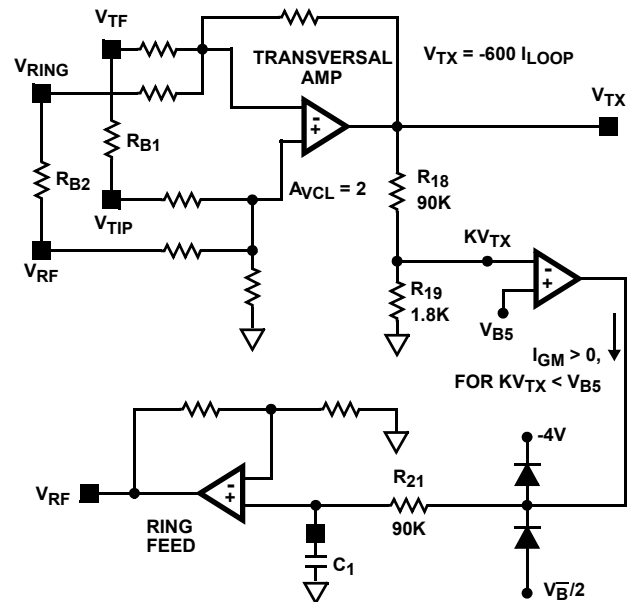 V_TF
TRANSVERSAL
AMP
V_TX = -600 I_LOOP
V_RING
V_TX
-
+
R_B1
R_B2
A_VCL = 2
R_18
90K
V_TIP
V_RF
KV_TX
-
+
R_19
1.8K
V_B5
I_GM > 0,
FOR KV_TX < V_B5
-4V
R_21
90K
-
+
V_RF
RING
FEED
C_1
V_B̅/2